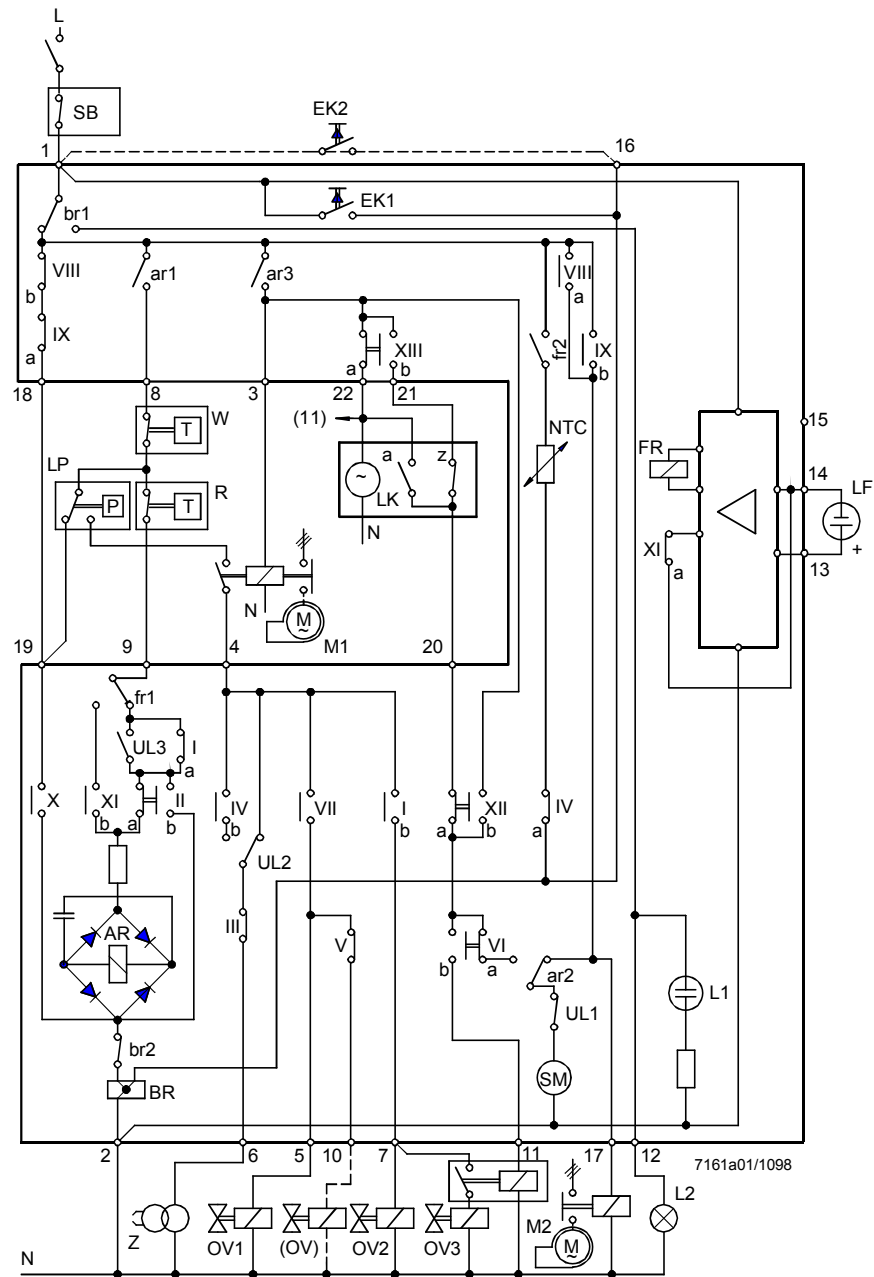 L
SB
EK2
1
16
EK1
br1
VIII
ar1
ar3
VIII
b
a
IX
fr2
IX
XIII
a
a
b
b
18
8
3
22
21
15
(11)
W
T
NTC
FR
14
LF
LP
a
z
~
LK
P
R
T
N
XI
a
+
13
N
M
~
M1
19
9
4
20
fr1
UL3
I
a
X
XI
II
IV
VII
I
XII
IV
b
a
b
b
b
a
b
a
UL2
III
AR
V
VI
b
a
ar2
L1
UL1
br2
SM
BR
2
6
5
10
7
11
17
12
7161a01/1098
L2
Z
OV1
(OV)
OV2
OV3
M2
M
~
N